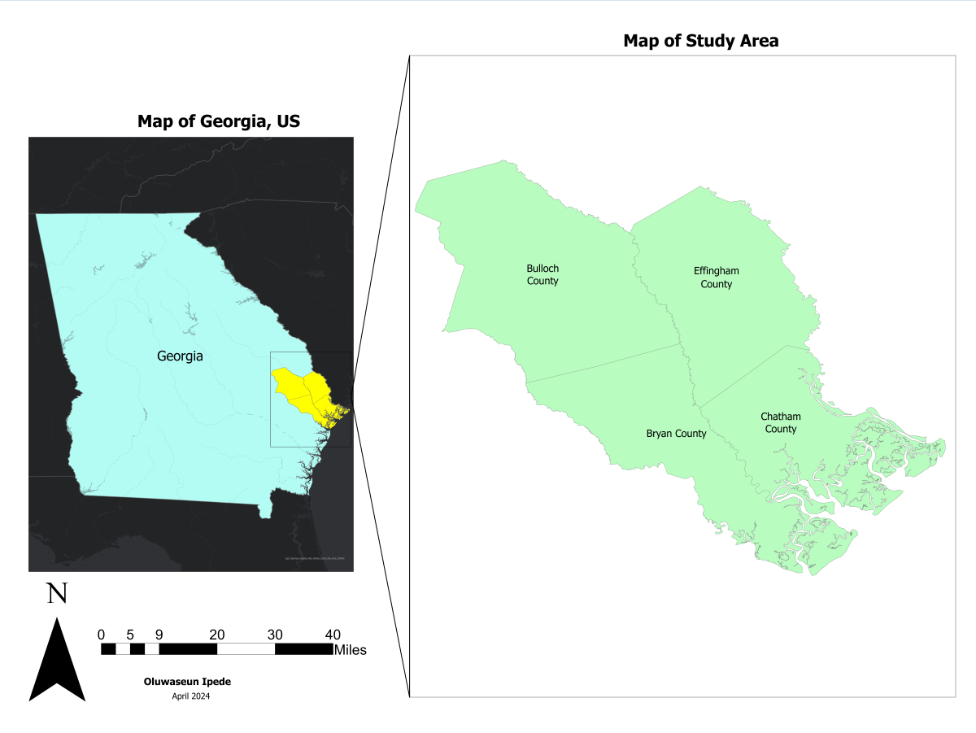 Map of Study Area
Map of Georgia, US
Georgia
Bulloch
County
Effingham
County
Bryan County
Chatham
County
N
0 5 9 20 30 40
Miles
Oluwaseun Ipede
April 2024